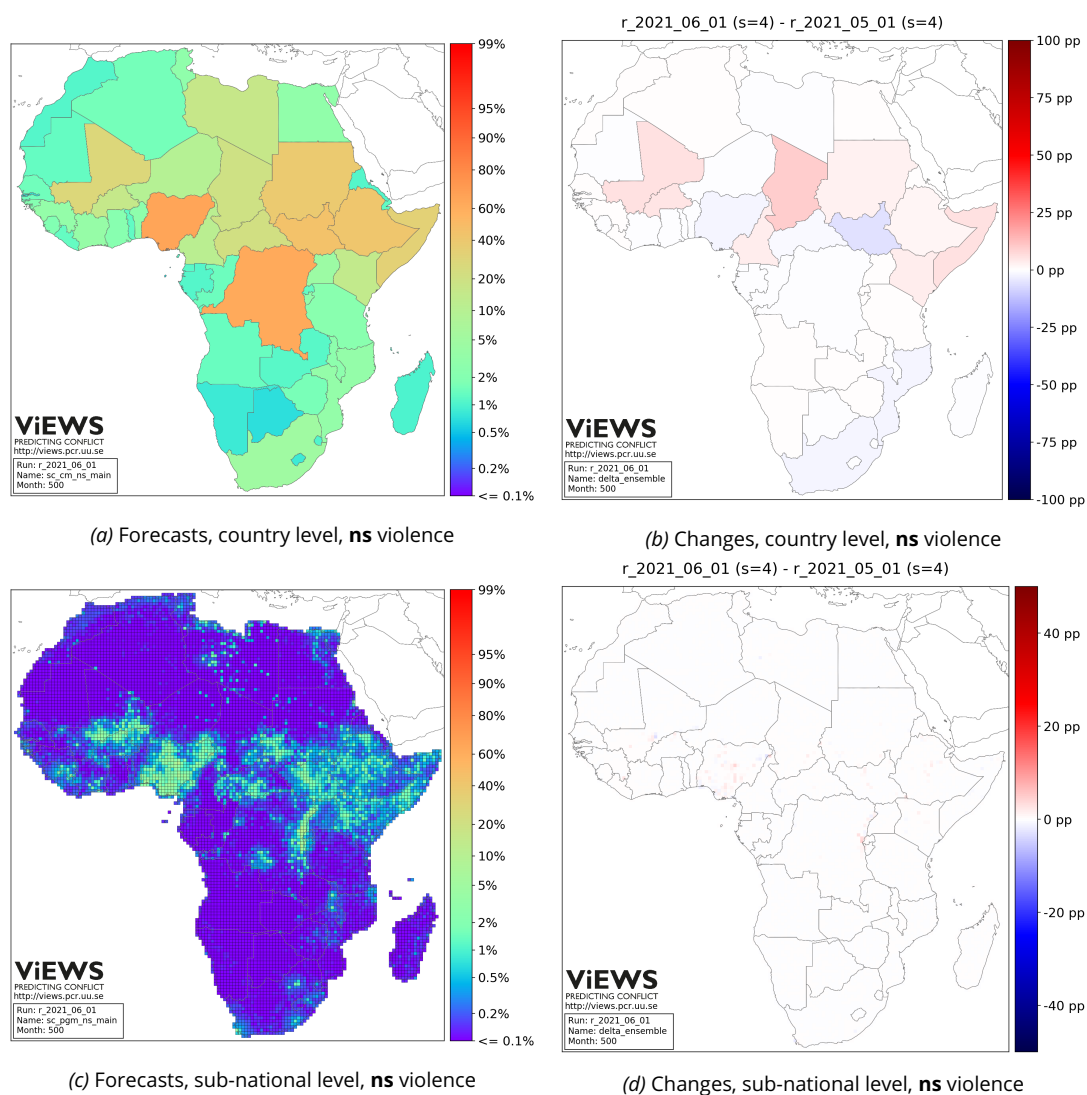 r_2021_06_01 (s=4) - r_2021_05_01 (s=4)
99%
95%
90%
80%
60%
40%
20%
10%
5%
2%
1%
0.5%
0.2%
<= 0.1%
ViEWS
PREDICTING CONFLICT
http://views.pcr.uu.se
Run: r_2021_06_01
Name: sc_cm_ns_main
Month: 500
(a) Forecasts, country level, ns violence
100 pp
75 pp
50 pp
25 pp
0 pp
-25 pp
-50 pp
-75 pp
-100 pp
ViEWS
PREDICTING CONFLICT
http://views.pcr.uu.se
Run: r_2021_06_01
Name: delta_ensemble
Month: 500
(b) Changes, country level, ns violence
99%
95%
90%
80%
60%
40%
20%
10%
5%
2%
1%
0.5%
0.2%
<= 0.1%
ViEWS
PREDICTING CONFLICT
http://views.pcr.uu.se
Run: r_2021_06_01
Name: sc_pgm_ns_main
Month: 500
(c) Forecasts, sub-national level, ns violence
r_2021_06_01 (s=4) - r_2021_05_01 (s=4)
40 pp
20 pp
0 pp
-20 pp
-40 pp
ViEWS
PREDICTING CONFLICT
http://views.pcr.uu.se
Run: r_2021_06_01
Name: delta_ensemble
Month: 500
(d) Changes, sub-national level, ns violence